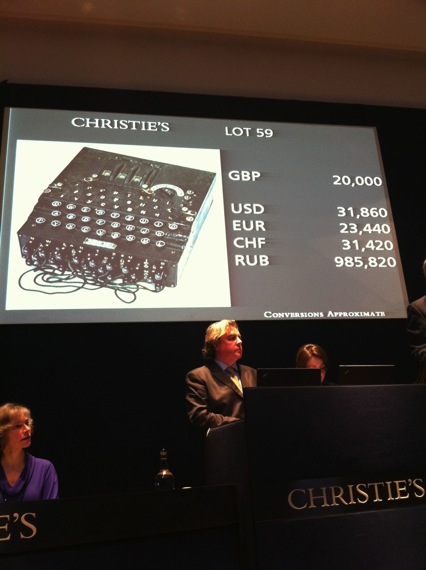 CHRISTIE'S
LOT 59
GBP 20,000
USD 31,860
EUR 23,440
CHF 31,420
RUB 985,820
CONVERSIONS APPROXIMATE
CHRISTIE'S
E'S